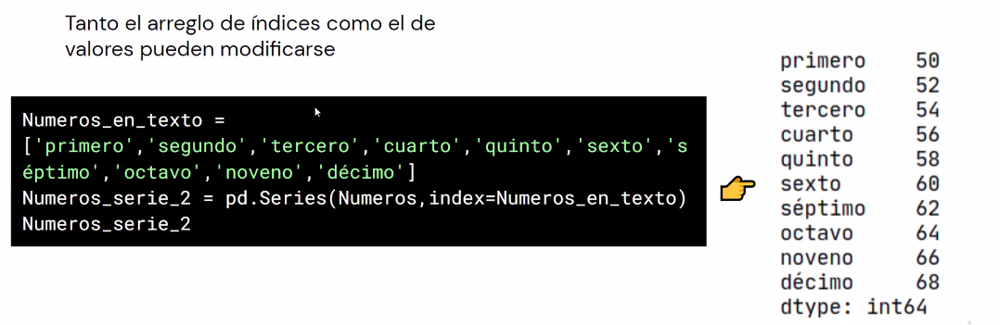 Tanto el arreglo de índices como el de
valores pueden modificarse
Numeros_en_texto =
['primero','segundo','tercero','cuarto','quinto','sexto','s
éptimo','octavo','noveno','décimo']
Numeros_serie_2 = pd.Series(Numeros,index=Numeros_en_texto)
Numeros_serie_2
primero 50
segundo 52
tercero 54
cuarto 56
quinto 58
sexto 60
séptimo 62
octavo 64
noveno 66
décimo 68
dtype: int64